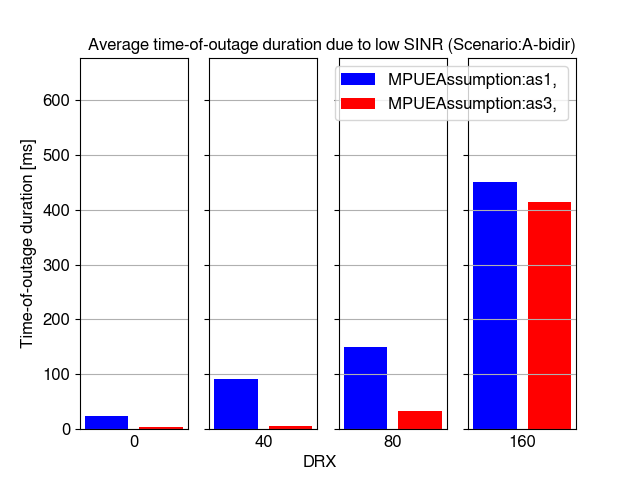 Average time-of-outage duration due to low SINR (Scenario:A-bidir)
MPUEAssumption:as1,
MPUEAssumption:as3,
Time-of-outage duration [ms]
600
500
400
300
200
100
0
0
40
80
160
DRX